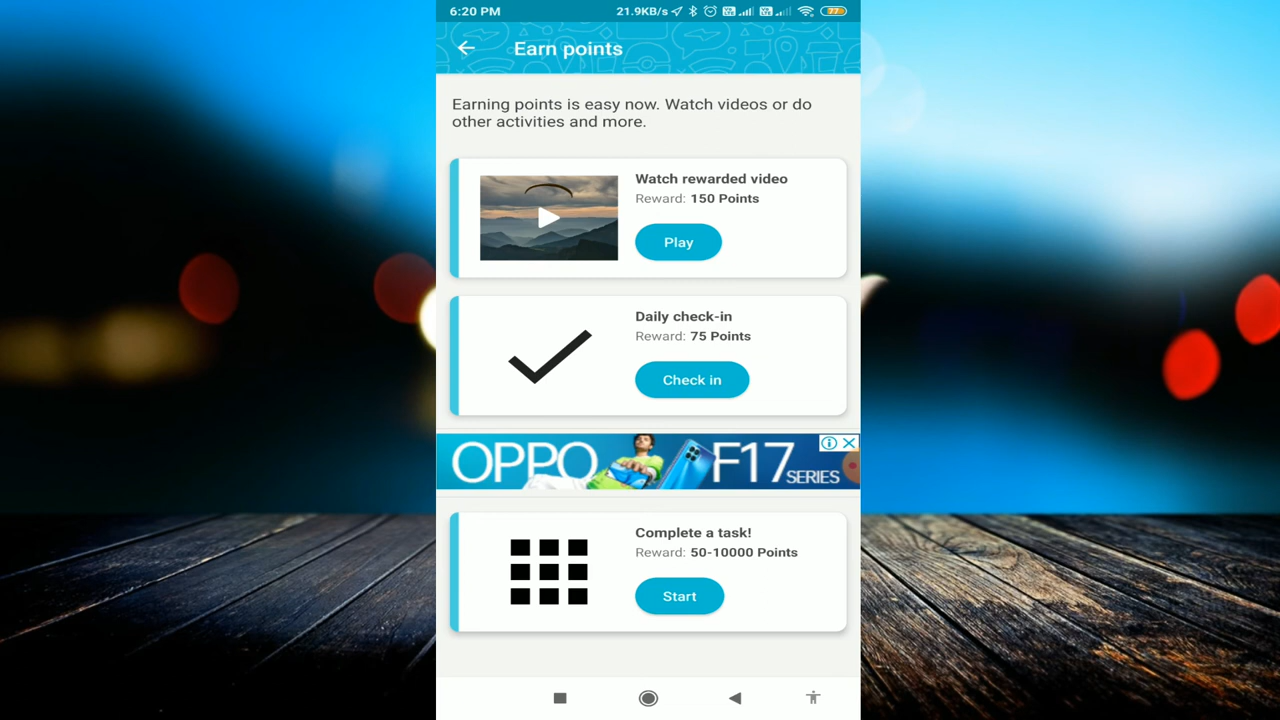 6:20 PM
21.9KB/s
77
Earn points
Earning points is easy now. Watch videos or do
other activities and more.
Watch rewarded video
Reward: 150 Points
Play
Daily check-in
Reward: 75 Points
Check in
OPPO F17 SERIES
Complete a task!
Reward: 50-10000 Points
Start